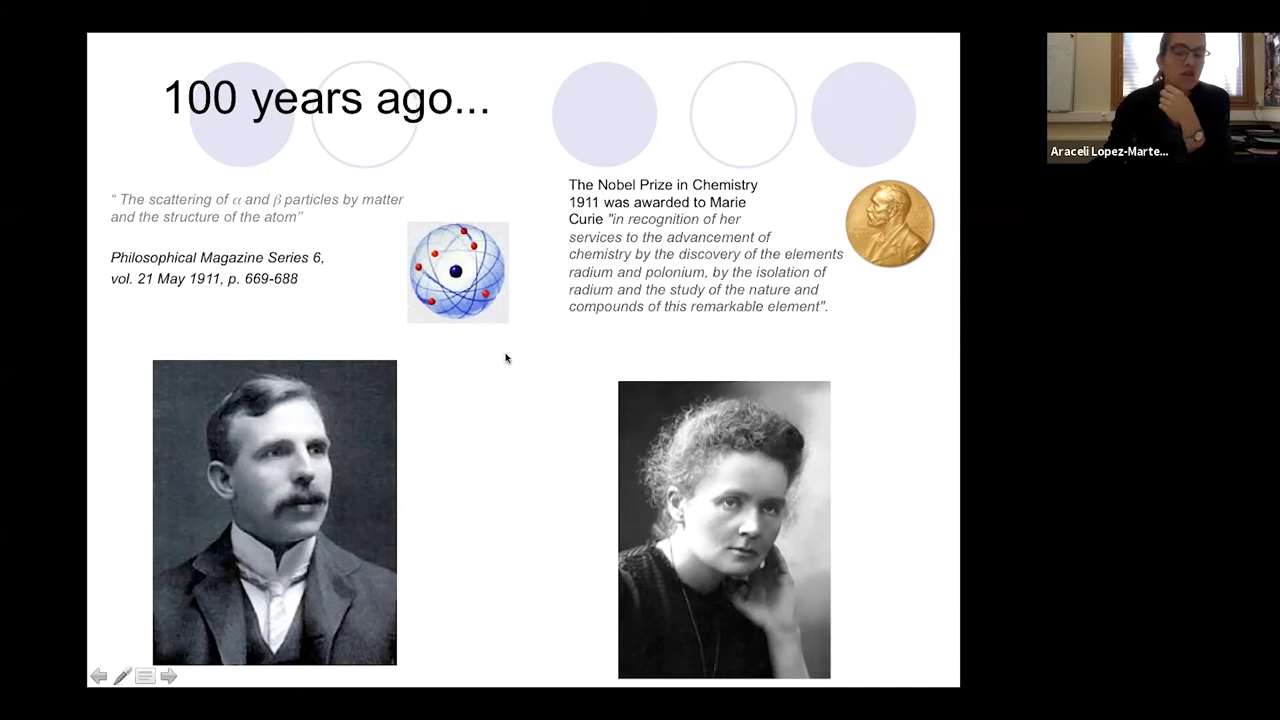 100 years ago...
“ The scattering of α and β particles by matter
and the structure of the atom”
Philosophical Magazine Series 6,
vol. 21 May 1911, p. 669-688
The Nobel Prize in Chemistry
1911 was awarded to Marie
Curie "in recognition of her
services to the advancement of
chemistry by the discovery of the elements
radium and polonium, by the isolation of
radium and the study of the nature and
compounds of this remarkable element".
Araceli Lopez-Marte...